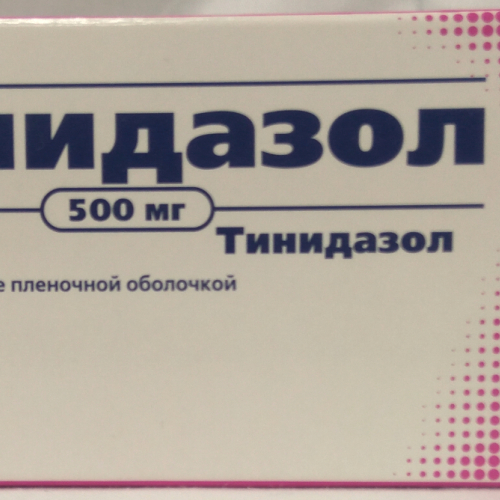 нидазол
500 мг
Тинидазол
е пленочной оболочкой